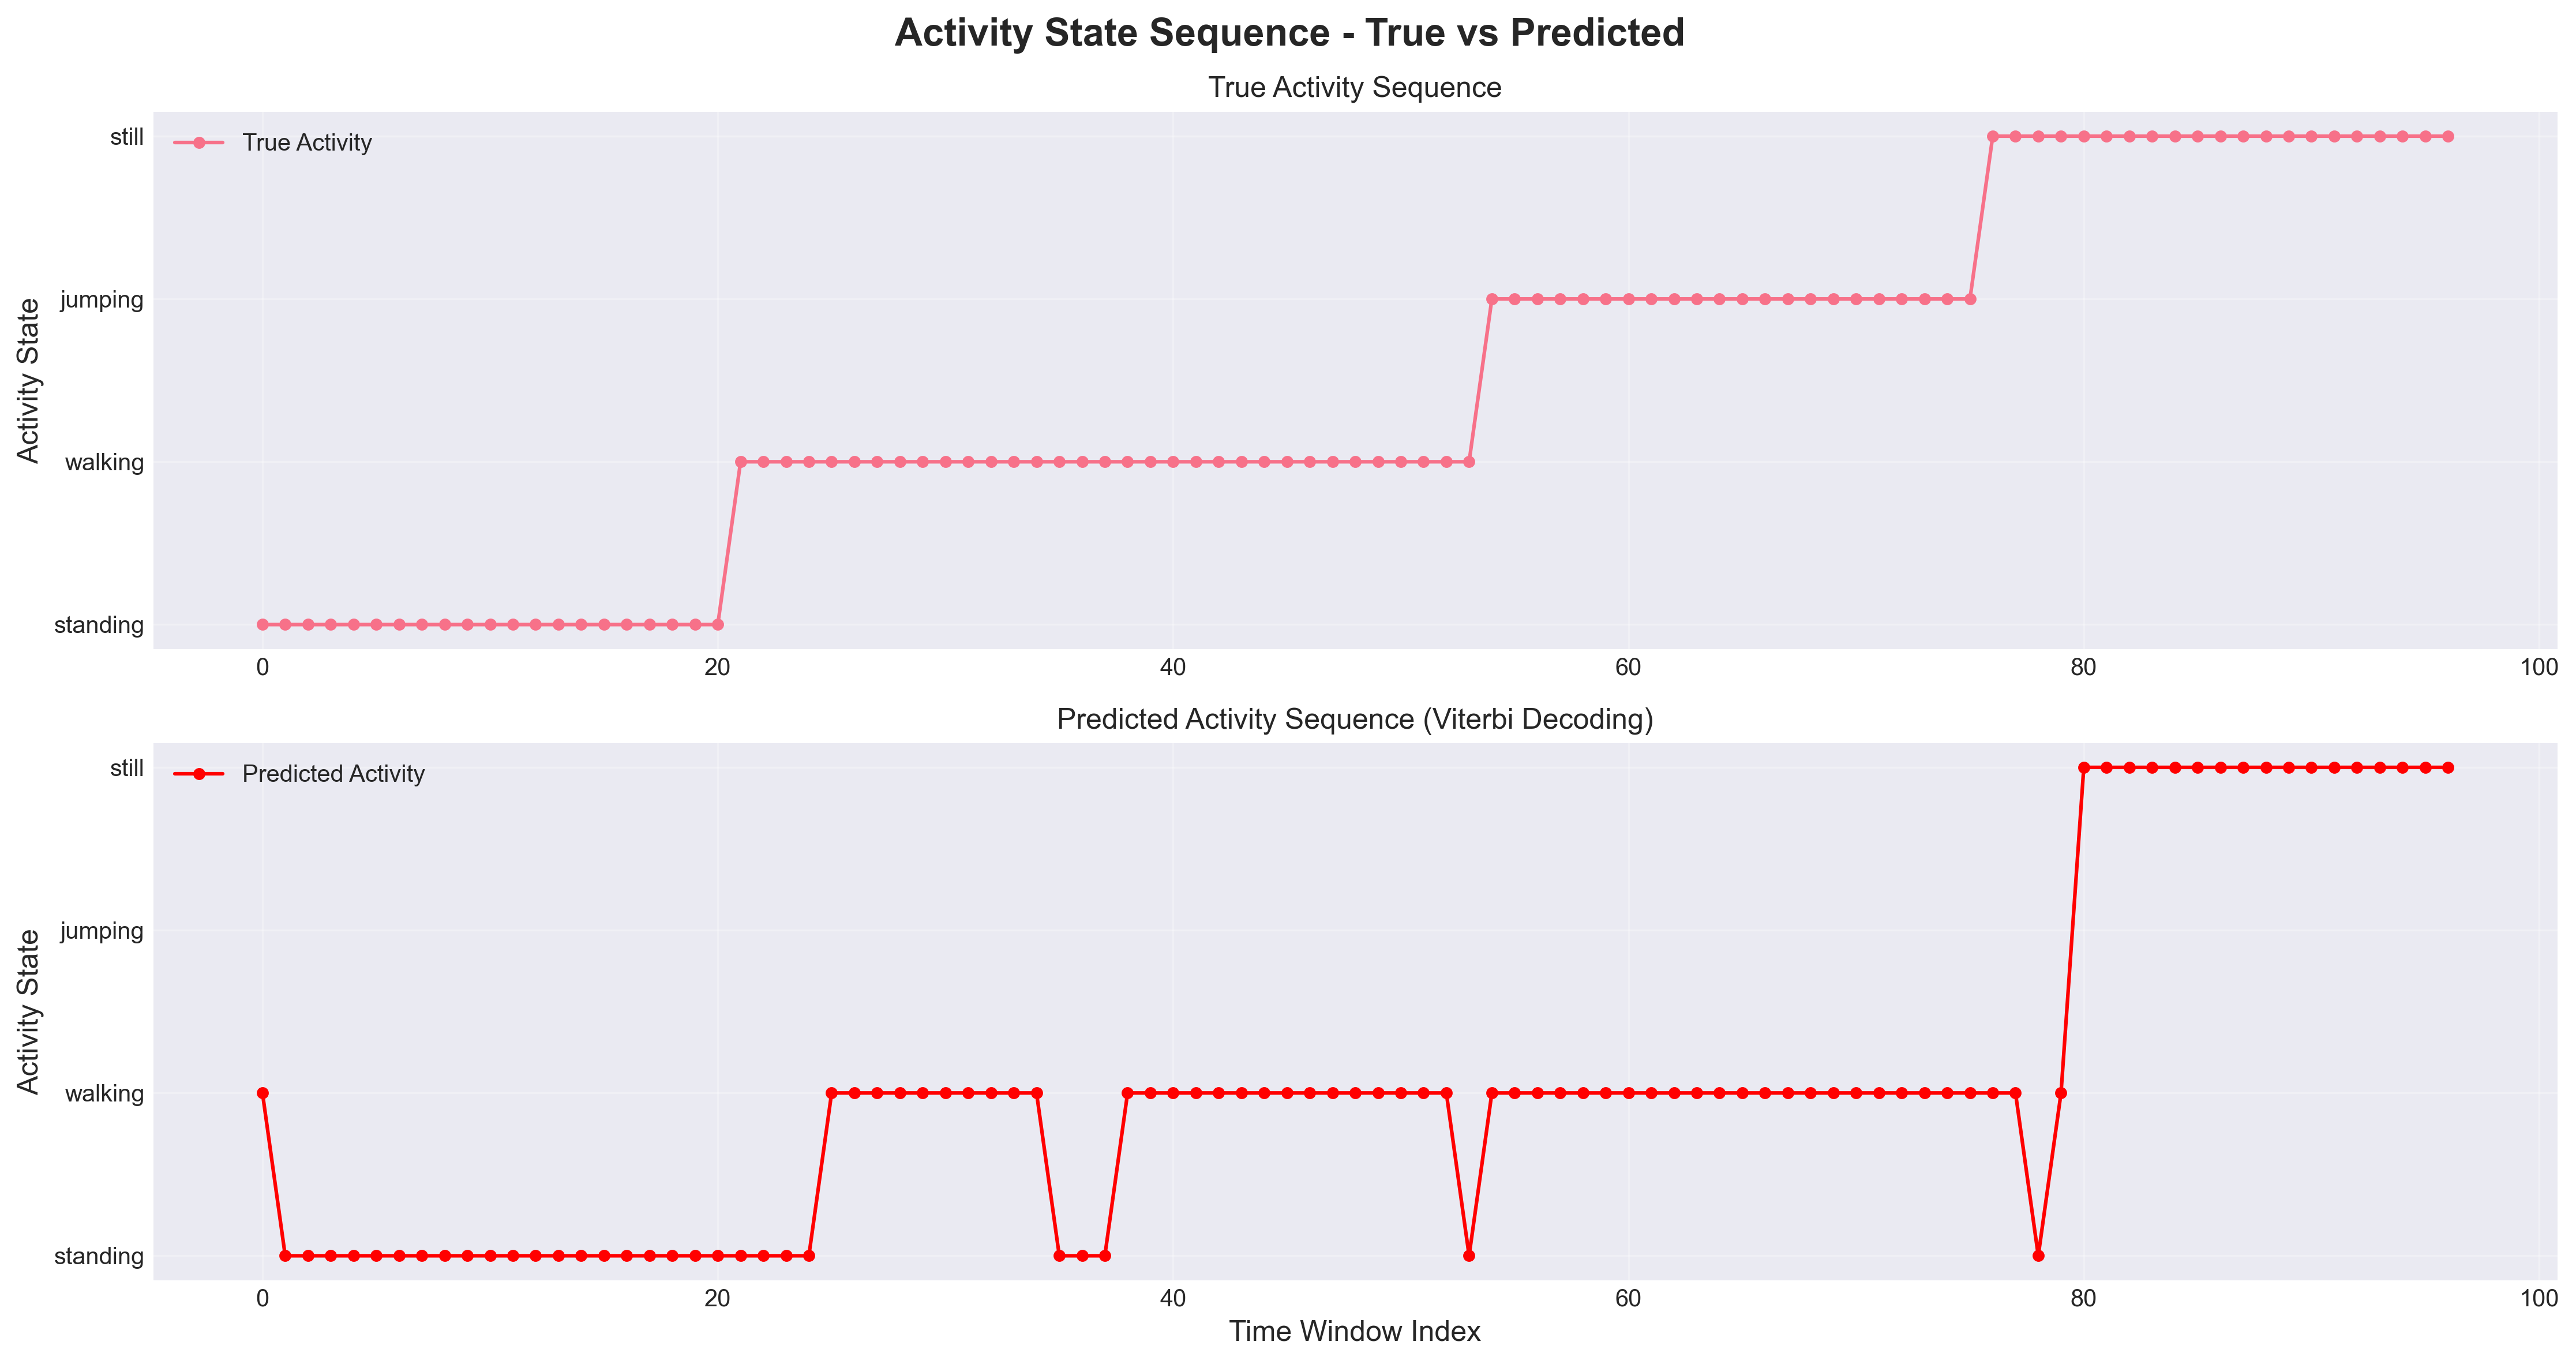 Activity State Sequence - True vs Predicted
True Activity Sequence
True Activity
Activity State
still
jumping
walking
standing
0 20 40 60 80 100
Predicted Activity Sequence (Viterbi Decoding)
Predicted Activity
Activity State
still
jumping
walking
standing
0 20 40 60 80 100
Time Window Index